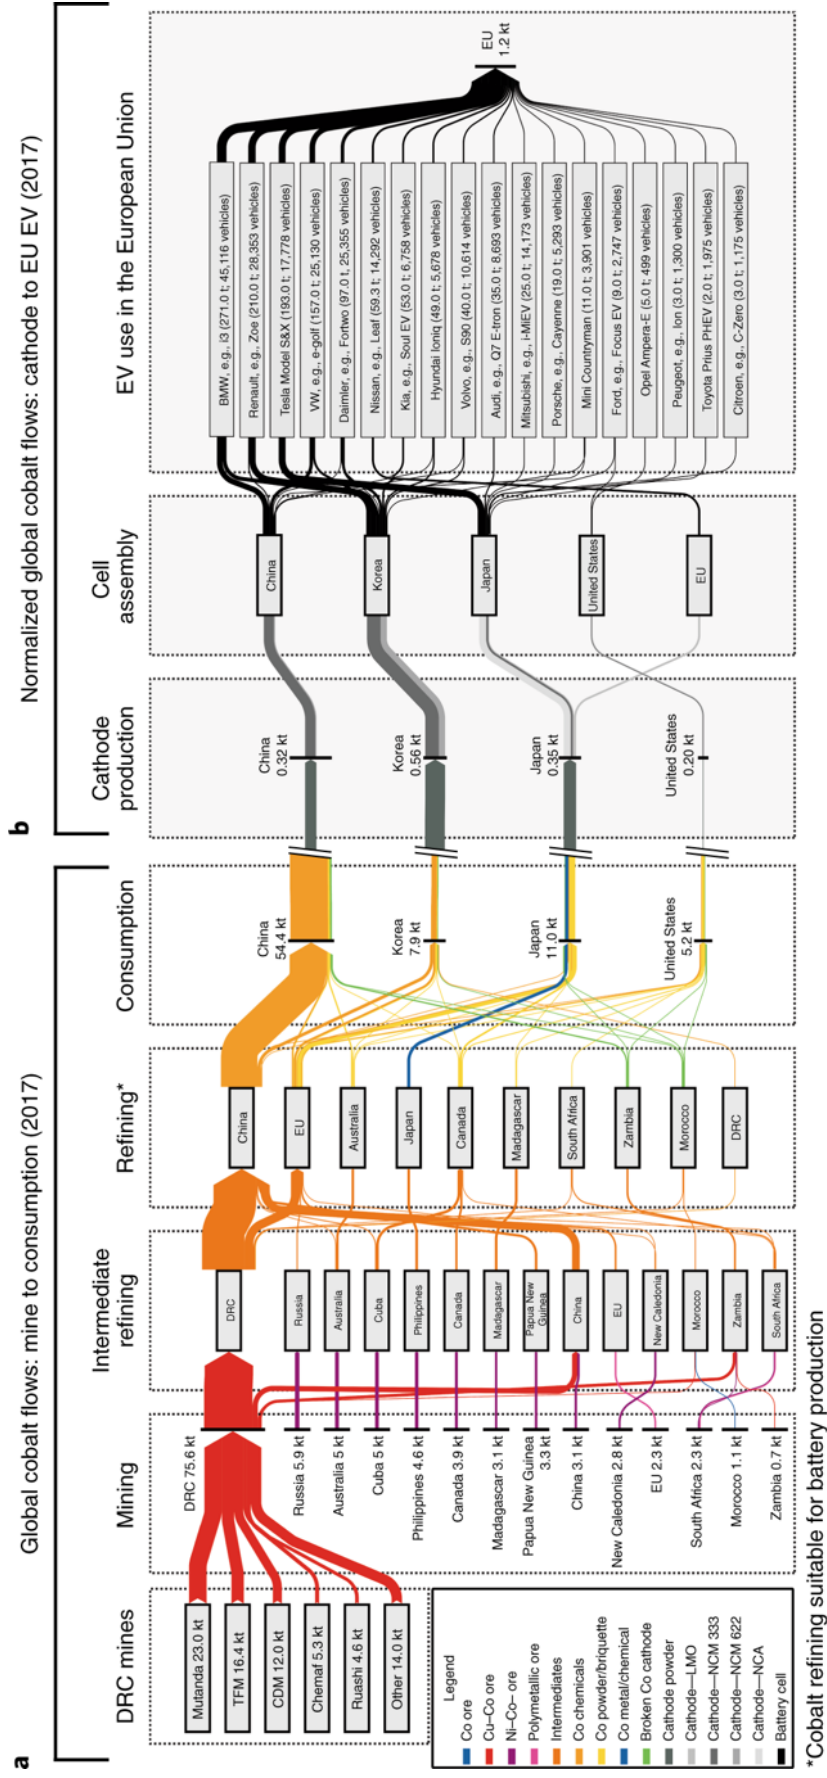 a
Global cobalt flows: mine to consumption (2017)
DRC mines
Mining
Intermediate
refining
Refining*
Consumption
Mutanda 23.0 kt
TFM 16.4 kt
CDM 12.0 kt
Chemaf 5.3 kt
Ruashi 4.6 kt
Other 14.0 kt
DRC 75.6 kt
Russia 5.9 kt
Australia 5 kt
Cuba 5 kt
Philippines 4.6 kt
Canada 3.9 kt
Madagascar 3.1 kt
Papua New Guinea
3.3 kt
China 3.1 kt
New Caledonia 2.8 kt
EU 2.3 kt
South Africa 2.3 kt
Morocco 1.1 kt
Zambia 0.7 kt
DRC
Russia
Australia
Cuba
Philippines
Canada
Madagascar
Papua New
Guinea
China
EU
New Caledonia
Morocco
Zambia
South Africa
China
EU
Australia
Japan
Canada
Madagascar
South Africa
Zambia
Morocco
DRC
China
54.4 kt
Korea
7.9 kt
Japan
11.0 kt
United States
5.2 kt
Legend
Co ore
Cu–Co ore
Ni–Co– ore
Polymetallic ore
Intermediates
Co chemicals
Co powder/briquette
Co metal/chemical
Broken Co cathode
Cathode powder
Cathode—LMO
Cathode—NCM 333
Cathode—NCM 622
Cathode—NCA
Battery cell
*Cobalt refining suitable for battery production
b
Normalized global cobalt flows: cathode to EU EV (2017)
Cathode
production
Cell
assembly
EV use in the European Union
China
0.32 kt
Korea
0.56 kt
Japan
0.35 kt
United States
0.20 kt
China
Korea
Japan
United States
EU
BMW, e.g., i3 (271.0 t; 45,116 vehicles)
Renault, e.g., Zoe (210.0 t; 28,353 vehicles)
Tesla Model S&X (193.0 t; 17,778 vehicles)
VW, e.g., e-golf (157.0 t; 25,130 vehicles)
Daimler, e.g., Fortwo (97.0 t, 25,355 vehicles)
Nissan, e.g., Leaf (59.3 t; 14,292 vehicles)
Kia, e.g., Soul EV (53.0 t; 6,758 vehicles)
Hyundai Ioniq (49.0 t; 5,678 vehicles)
Volvo, e.g., S90 (40.0 t; 10,614 vehicles)
Audi, e.g., Q7 E-tron (35.0 t; 8,693 vehicles)
Mitsubishi, e.g., i-MiEV (25.0 t; 14,173 vehicles)
Porsche, e.g., Cayenne (19.0 t; 5,293 vehicles)
Mini Countryman (11.0 t; 3,901 vehicles)
Ford, e.g., Focus EV (9.0 t; 2,747 vehicles)
Opel Ampera-E (5.0 t; 499 vehicles)
Peugeot, e.g., Ion (3.0 t; 1,300 vehicles)
Toyota Prius PHEV (2.0 t; 1,975 vehicles)
Citroen, e.g., C-Zero (3.0 t; 1,175 vehicles)
EU
1.2 kt